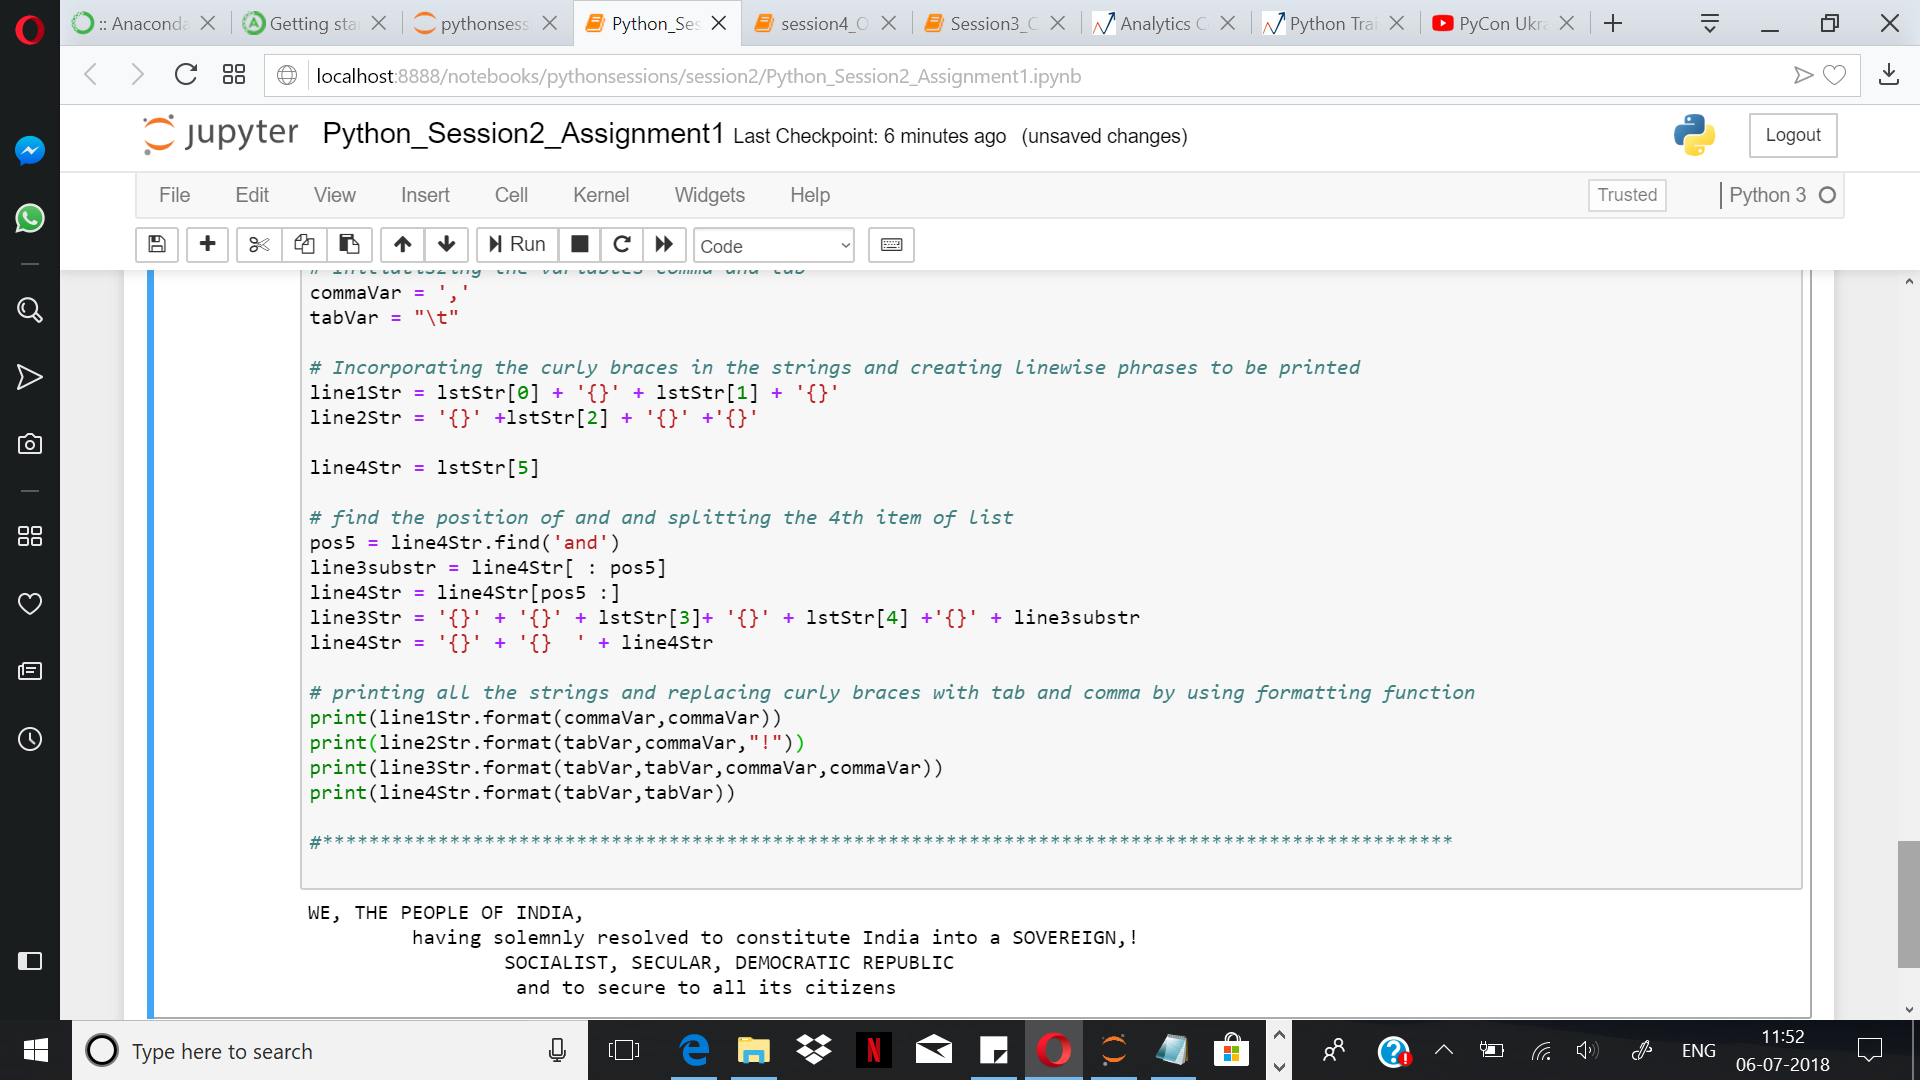 :: Anaconda
Getting sta
pythonsess
Python_Ses
session4_O
Session3_C
Analytics C
Python Trai
PyCon Ukra
localhost:8888/notebooks/pythonsessions/session2/Python_Session2_Assignment1.ipynb
jupyter Python_Session2_Assignment1 Last Checkpoint: 6 minutes ago (unsaved changes)
Logout
File Edit View Insert Cell Kernel Widgets Help
Trusted
Python 3
Run
Code
# Initialiszing the variables comma and tab
commaVar = ','
tabVar = "\t"
# Incorporating the curly braces in the strings and creating linewise phrases to be printed
line1Str = lstStr[0] + '{}' + lstStr[1] + '{}'
line2Str = '{}' +lstStr[2] + '{}' +'{}'
line4Str = lstStr[5]
# find the position of and and splitting the 4th item of list
pos5 = line4Str.find('and')
line3substr = line4Str[ : pos5]
line4Str = line4Str[pos5 :]
line3Str = '{}' + '{}' + lstStr[3]+ '{}' + lstStr[4] +'{}' + line3substr
line4Str = '{}' + '{}  ' + line4Str
# printing all the strings and replacing curly braces with tab and comma by using formatting function
print(line1Str.format(commaVar,commaVar))
print(line2Str.format(tabVar,commaVar,"!"))
print(line3Str.format(tabVar,tabVar,commaVar,commaVar))
print(line4Str.format(tabVar,tabVar))
#**************************************************************************************************
WE, THE PEOPLE OF INDIA,
having solemnly resolved to constitute India into a SOVEREIGN,!
SOCIALIST, SECULAR, DEMOCRATIC REPUBLIC
and to secure to all its citizens
Type here to search
ENG
11:52
06-07-2018